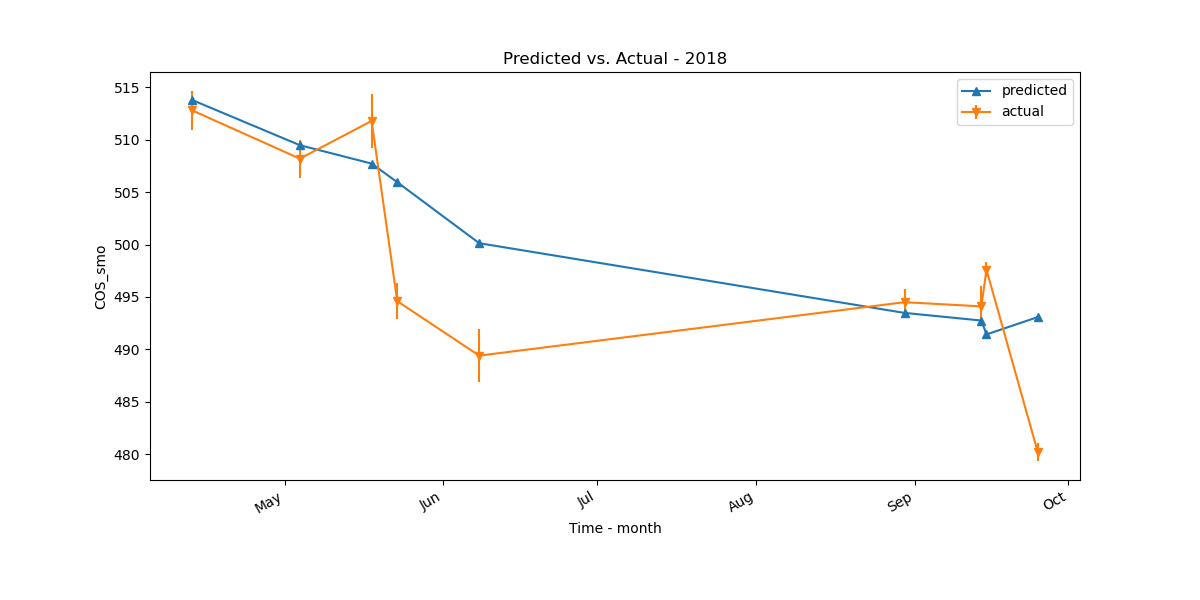 Predicted vs. Actual - 2018
predicted
actual
515
510
505
500
495
490
485
480
COS_smo
May
Jun
Jul
Aug
Sep
Oct
Time - month